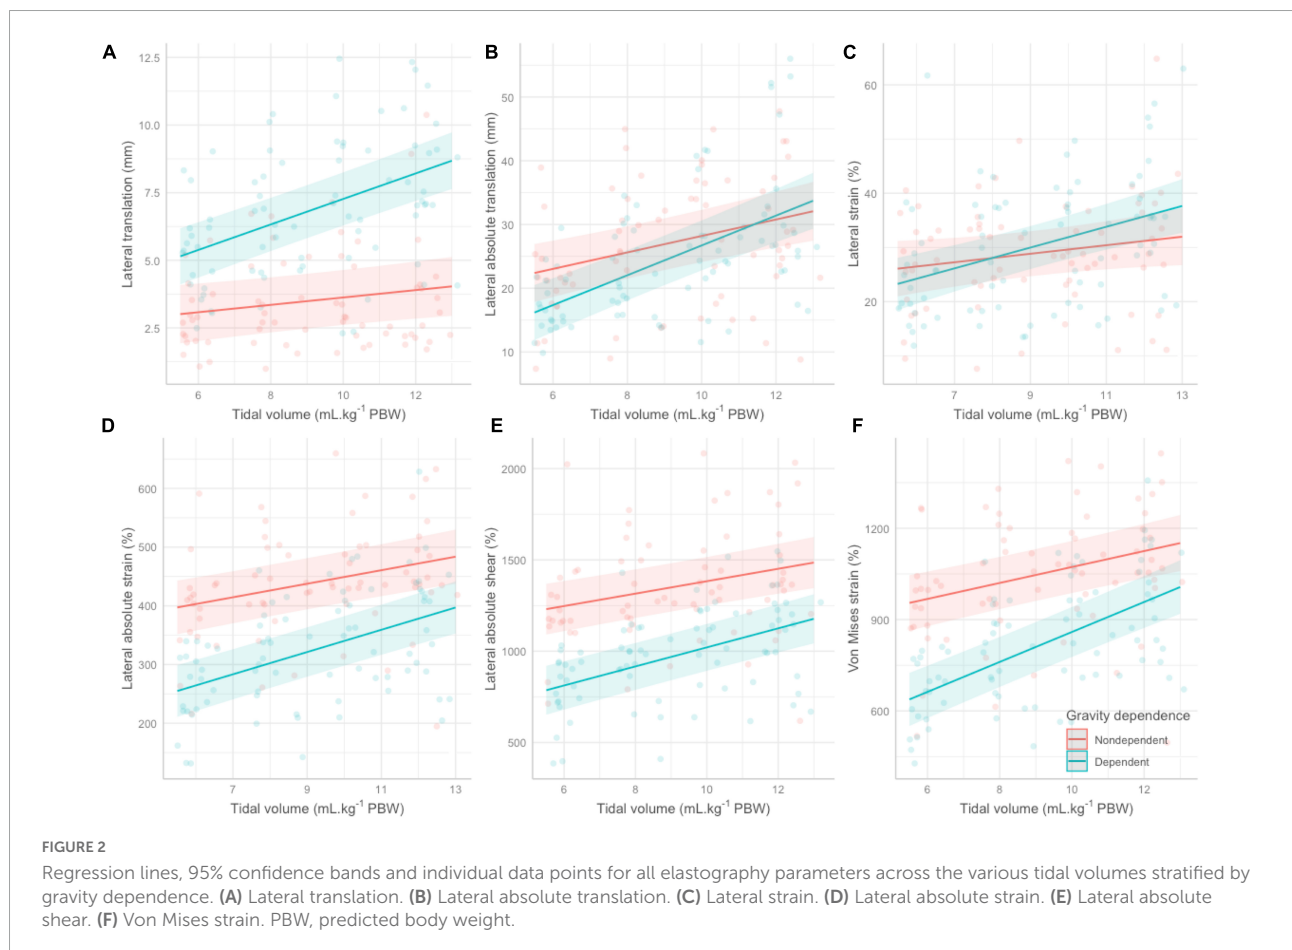 A
12.5
10.0
7.5
5.0
2.5
Lateral translation (mm)
6
8
10
12
Tidal volume (mL.kg⁻¹ PBW)
B
50
40
30
20
10
Lateral absolute translation (mm)
6
8
10
12
Tidal volume (mL.kg⁻¹ PBW)
C
60
40
20
Lateral strain (%)
7
9
11
13
Tidal volume (mL.kg⁻¹ PBW)
D
600
500
400
300
200
Lateral absolute strain (%)
7
9
11
13
Tidal volume (mL.kg⁻¹ PBW)
E
2000
1500
1000
500
Lateral absolute shear (%)
6
8
10
12
Tidal volume (mL.kg⁻¹ PBW)
F
1200
900
600
Von Mises strain (%)
6
8
10
12
Tidal volume (mL.kg⁻¹ PBW)
Gravity dependence
Nondependent
Dependent
FIGURE 2
Regression lines, 95% confidence bands and individual data points for all elastography parameters across the various tidal volumes stratified by
gravity dependence. (A) Lateral translation. (B) Lateral absolute translation. (C) Lateral strain. (D) Lateral absolute strain. (E) Lateral absolute
shear. (F) Von Mises strain. PBW, predicted body weight.